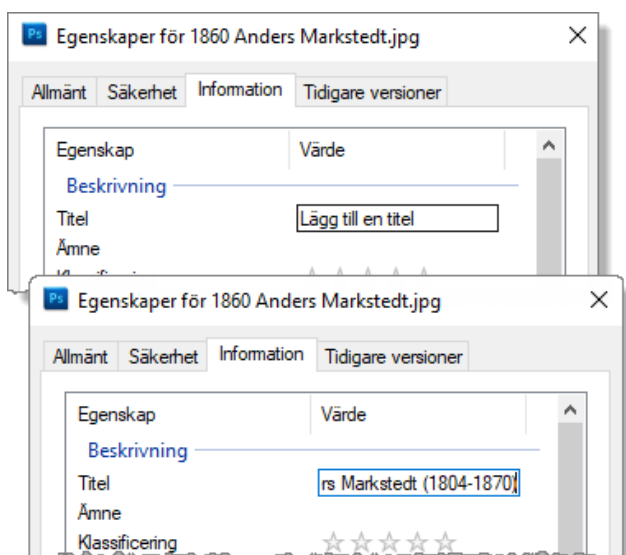 Ps Egenskaper för 1860 Anders Markstedt.jpg
Allmänt Säkerhet Information Tidigare versioner
Egenskap Värde
Beskrivning
Titel Lägg till en titel
Ämne
Ps Egenskaper för 1860 Anders Markstedt.jpg
Allmänt Säkerhet Information Tidigare versioner
Egenskap Värde
Beskrivning
Titel rs Markstedt (1804-1870)
Ämne
Klassificering